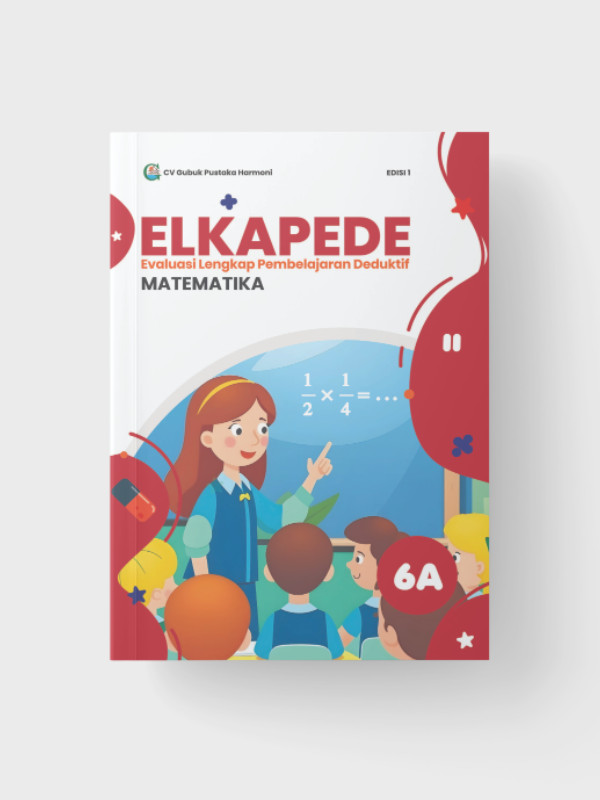 CV Gubuk Pustaka Harmoni
EDISI 1
ELKAPEDE
Evaluasi Lengkap Pembelajaran Deduktif
MATEMATIKA
1/2 × 1/4 = ...
6A